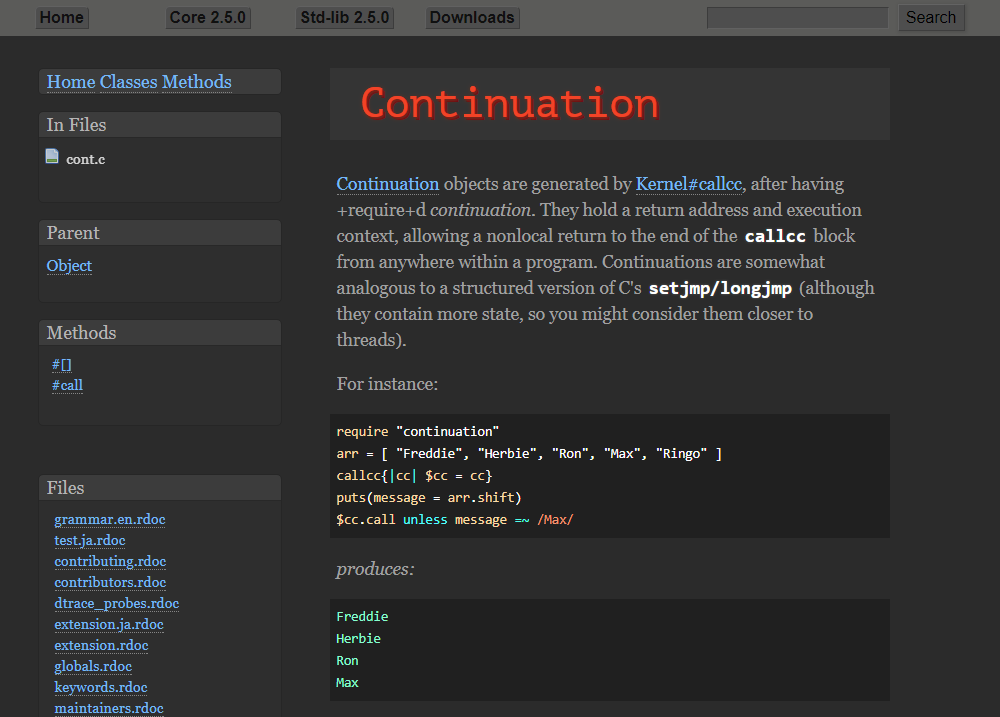 Home Core 2.5.0 Std-lib 2.5.0 Downloads Search
Home Classes Methods
In Files
cont.c
Parent
Object
Methods
#[]
#call
Files
grammar.en.rdoc
test.ja.rdoc
contributing.rdoc
contributors.rdoc
dtrace_probes.rdoc
extension.ja.rdoc
extension.rdoc
globals.rdoc
keywords.rdoc
maintainers.rdoc
Continuation
Continuation objects are generated by Kernel#callcc, after having
+require+d continuation. They hold a return address and execution
context, allowing a nonlocal return to the end of the callcc block
from anywhere within a program. Continuations are somewhat
analogous to a structured version of C's setjmp/longjmp (although
they contain more state, so you might consider them closer to
threads).
For instance:
require "continuation"
arr = [ "Freddie", "Herbie", "Ron", "Max", "Ringo" ]
callcc{|cc| $cc = cc}
puts(message = arr.shift)
$cc.call unless message =~ /Max/
produces:
Freddie
Herbie
Ron
Max